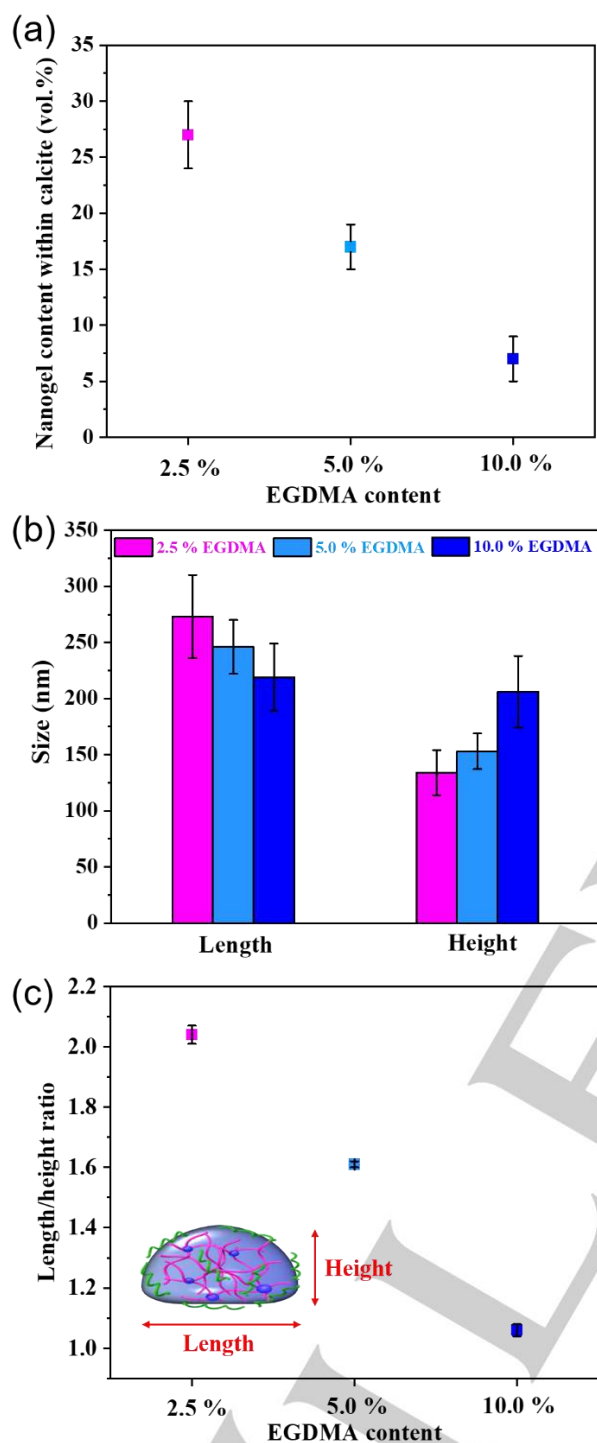 (a)
Nanogel content within calcite (vol.%)
35
30
25
20
15
10
5
0
2.5 %
5.0 %
10.0 %
EGDMA content
(b)
Size (nm)
350
300
250
200
150
100
50
0
2.5 % EGDMA
5.0 % EGDMA
10.0 % EGDMA
Length
Height
(c)
Length/height ratio
2.2
2.0
1.8
1.6
1.4
1.2
1.0
Height
Length
2.5 %
5.0 %
10.0 %
EGDMA content